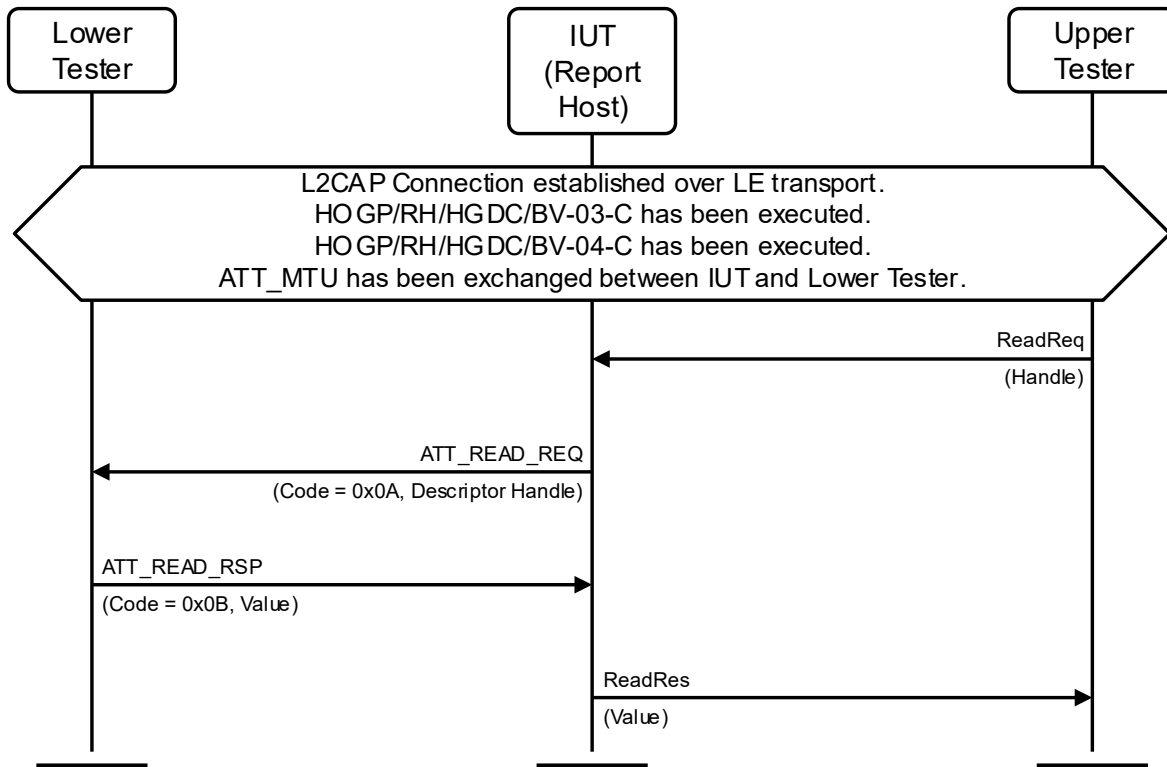 Lower
Tester
IUT
(Report
Host)
Upper
Tester
L2CAP Connection established over LE transport.
HOGP/RH/HGDC/BV-03-C has been executed.
HOGP/RH/HGDC/BV-04-C has been executed.
ATT_MTU has been exchanged between IUT and Lower Tester.
ReadReq
(Handle)
ATT_READ_REQ
(Code = 0x0A, Descriptor Handle)
ATT_READ_RSP
(Code = 0x0B, Value)
ReadRes
(Value)